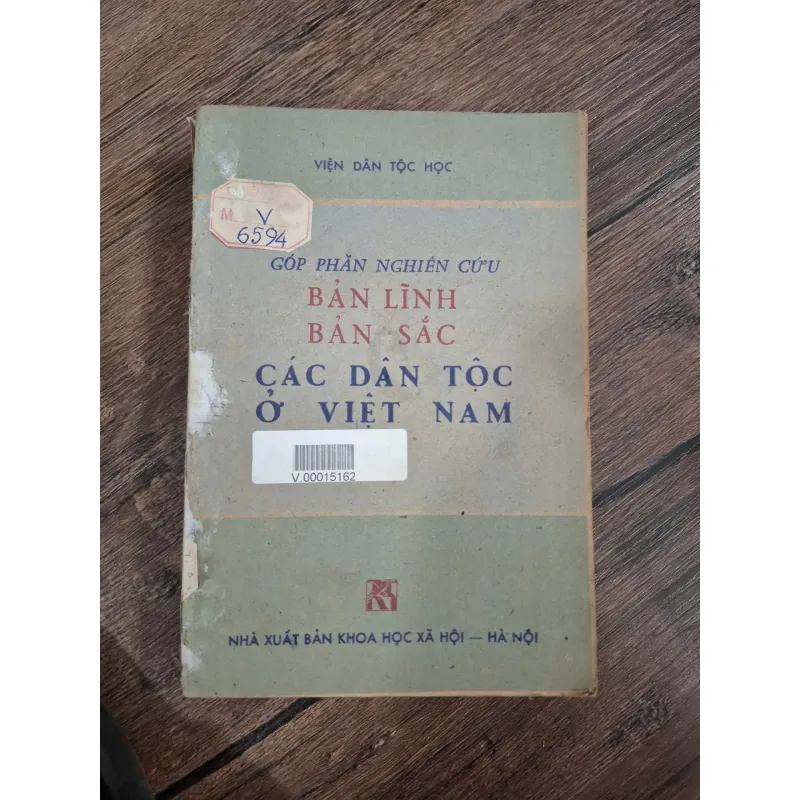 VIỆN DÂN TỘC HỌC
M
V
6594
GÓP PHẦN NGHIÊN CỨU
BẢN LĨNH
BẢN SẮC
CÁC DÂN TỘC
Ở VIỆT NAM
V.00015162
NHÀ XUẤT BẢN KHOA HỌC XÃ HỘI — HÀ NỘI